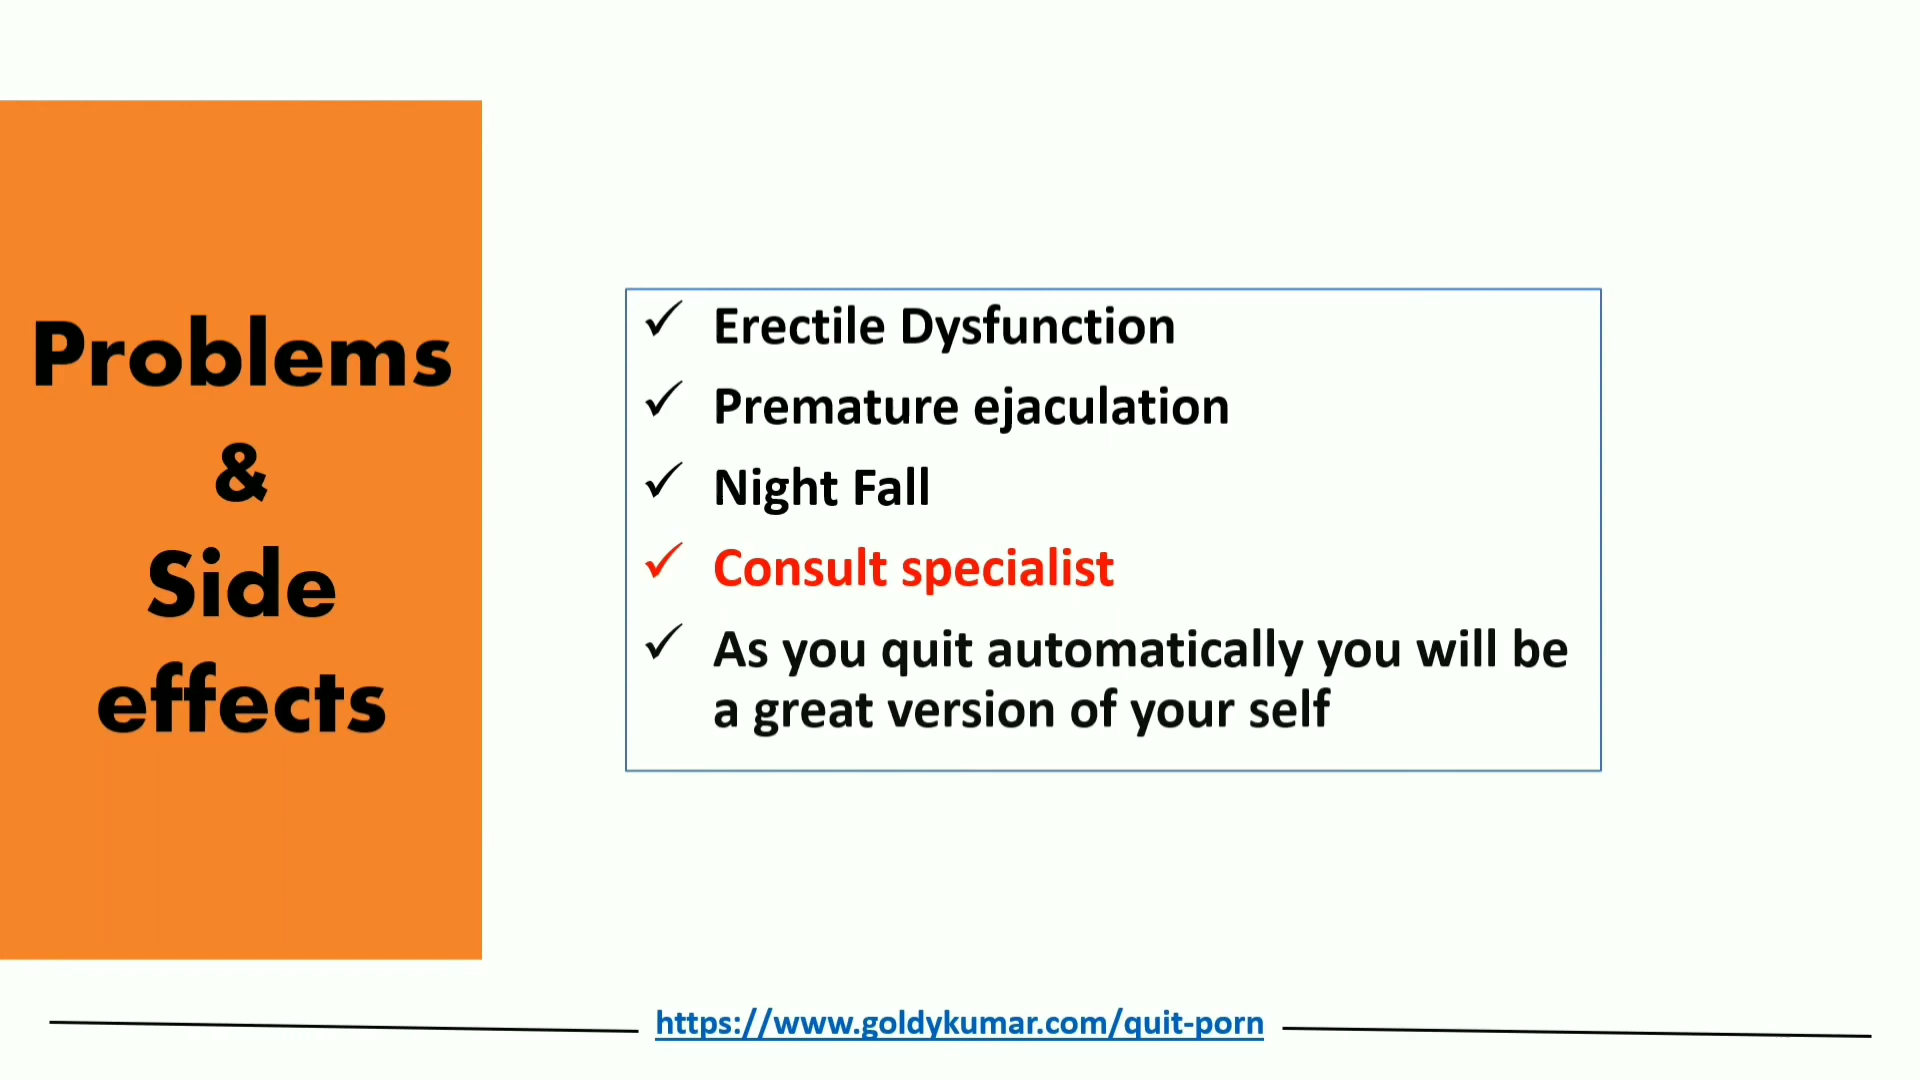 Problems
&
Side
effects
✓ Erectile Dysfunction
✓ Premature ejaculation
✓ Night Fall
✓ Consult specialist
✓ As you quit automatically you will be
a great version of your self
https://www.goldykumar.com/quit-porn